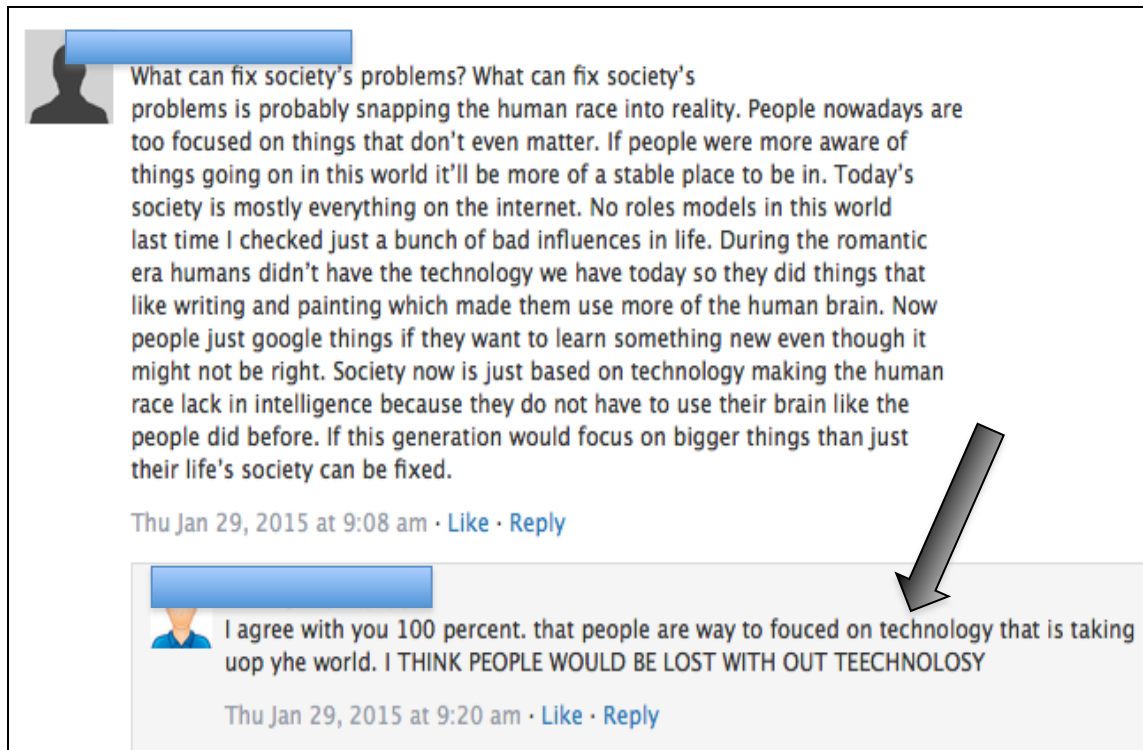 What can fix society's problems? What can fix society's
problems is probably snapping the human race into reality. People nowadays are
too focused on things that don't even matter. If people were more aware of
things going on in this world it'll be more of a stable place to be in. Today's
society is mostly everything on the internet. No roles models in this world
last time I checked just a bunch of bad influences in life. During the romantic
era humans didn't have the technology we have today so they did things that
like writing and painting which made them use more of the human brain. Now
people just google things if they want to learn something new even though it
might not be right. Society now is just based on technology making the human
race lack in intelligence because they do not have to use their brain like the
people did before. If this generation would focus on bigger things than just
their life's society can be fixed.
Thu Jan 29, 2015 at 9:08 am · Like · Reply
I agree with you 100 percent. that people are way to fouced on technology that is taking
uop yhe world. I THINK PEOPLE WOULD BE LOST WITH OUT TEECHNOLOSY
Thu Jan 29, 2015 at 9:20 am · Like · Reply